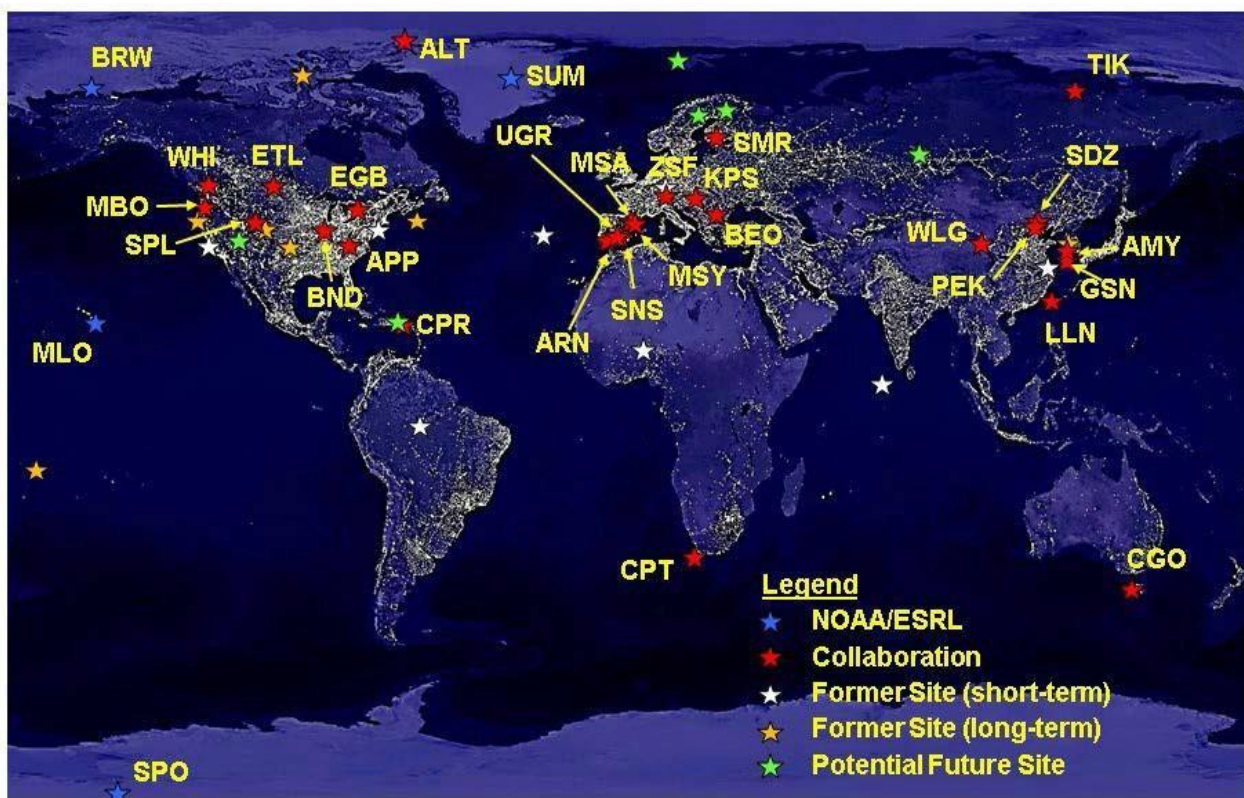 BRW
ALT
SUM
TIK
UGR
SMR
WHI
ETL
MSA
ZSF
SDZ
EGB
KPS
MBO
SPL
APP
BEO
WLG
AMY
BND
MSY
PEK
GSN
SNS
CPR
ARN
LLN
MLO
CPT
CGO
Legend
NOAA/ESRL
Collaboration
Former Site (short-term)
Former Site (long-term)
Potential Future Site
SPO